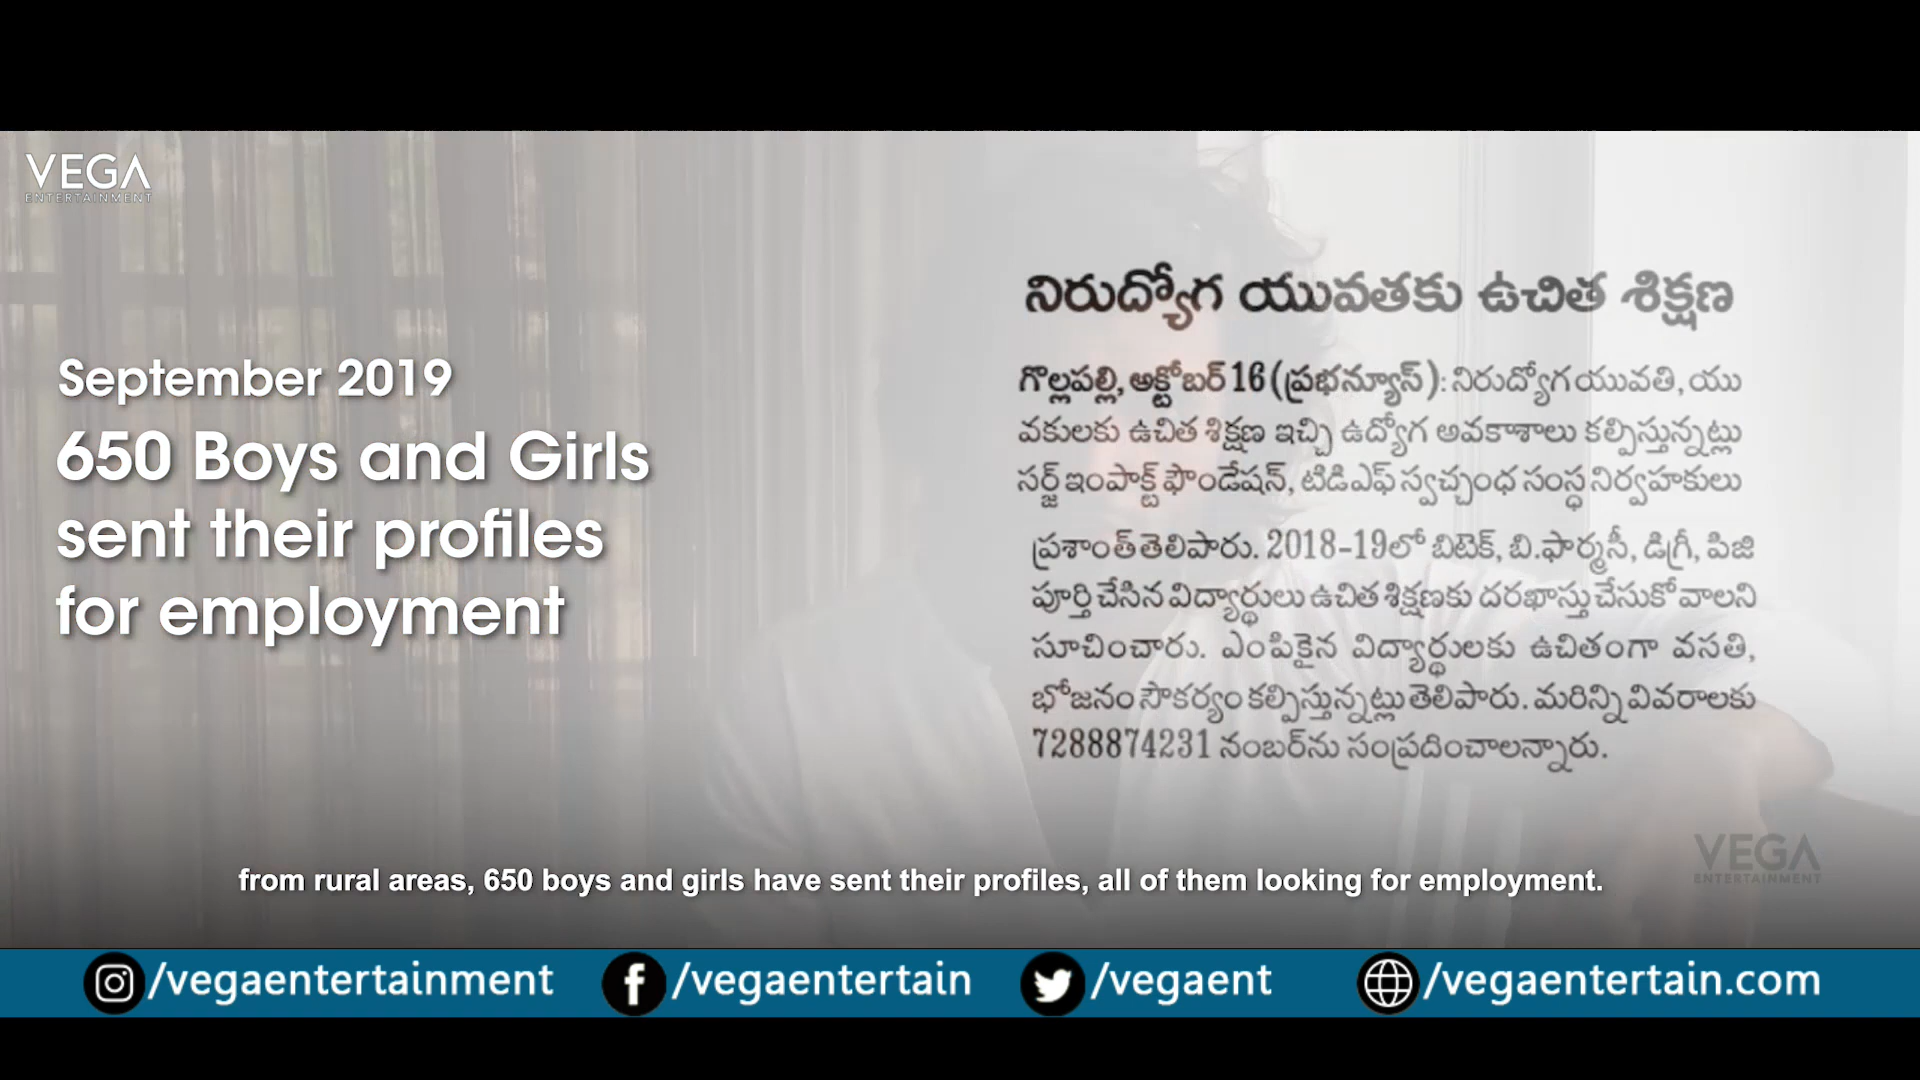 VEGA
ENTERTAINMENT
September 2019
650 Boys and Girls
sent their profiles
for employment
నిరుద్యోగ యువతకు ఉచిత శిక్షణ
గొల్లపల్లి, అక్టోబర్ 16 (ప్రభన్యూస్): నిరుద్యోగ యువతి, యు
వకులకు ఉచిత శిక్షణ ఇచ్చి ఉద్యోగ అవకాశాలు కల్పిస్తున్నట్లు
సర్జ్ ఇంపాక్ట్ ఫౌండేషన్, టిడిఎఫ్ స్వచ్చంధ సంస్థ నిర్వహకులు
ప్రశాంత్ తెలిపారు. 2018-19లో బిటెక్, బి.ఫార్మసీ, డిగ్రీ, పిజి
పూర్తి చేసిన విద్యార్థులు ఉచిత శిక్షణకు దరఖాస్తు చేసుకోవాలని
సూచించారు. ఎంపికైన విద్యార్థులకు ఉచితంగా వసతి,
భోజనం సౌకర్యం కల్పిస్తున్నట్లు తెలిపారు. మరిన్ని వివరాలకు
7288874231 నంబర్‌ను సంప్రదించాలన్నారు.
VEGA
ENTERTAINMENT
from rural areas, 650 boys and girls have sent their profiles, all of them looking for employment.
/vegaentertainment /vegaentertain /vegaent /vegaentertain.com